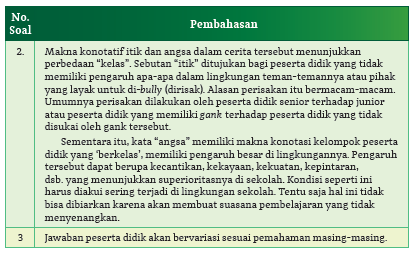 No. Soal
Pembahasan
2.
Makna konotatif itik dan angsa dalam cerita tersebut menunjukkan
perbedaan "kelas". Sebutan "itik" ditujukan bagi peserta didik yang tidak
memiliki pengaruh apa-apa dalam lingkungan teman-temannya atau pihak
yang layak untuk di-bully (dirisak). Alasan perisakan itu bermacam-macam.
Umumnya perisakan dilakukan oleh peserta didik senior terhadap junior
atau peserta didik yang memiliki gank terhadap peserta didik yang tidak
disukai oleh gank tersebut.
Sementara itu, kata "angsa" memiliki makna konotasi kelompok peserta
didik yang 'berkelas', memiliki pengaruh besar di lingkungannya. Pengaruh
tersebut dapat berupa kecantikan, kekayaan, kekuatan, kepintaran,
dsb. yang menunjukkan superioritasnya di sekolah. Kondisi seperti ini
harus diakui sering terjadi di lingkungan sekolah. Tentu saja hal ini tidak
bisa dibiarkan karena akan membuat suasana pembelajaran yang tidak
menyenangkan.
3
Jawaban peserta didik akan bervariasi sesuai pemahaman masing-masing.